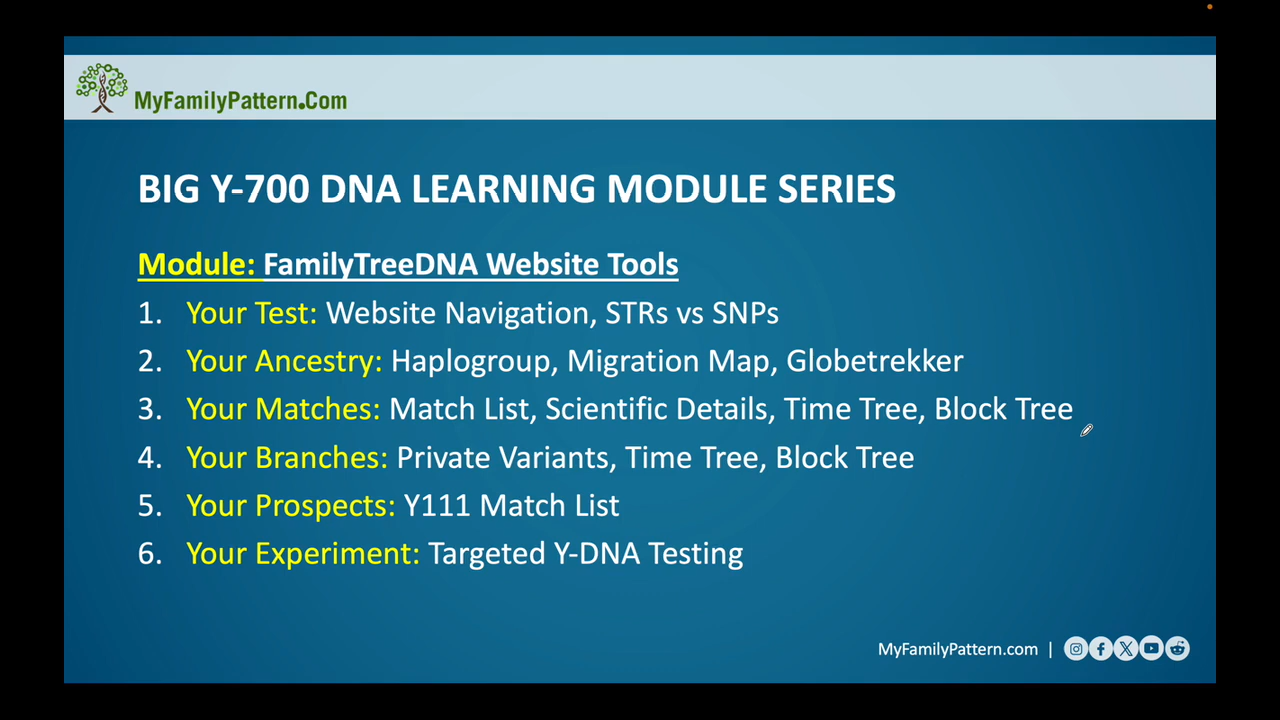 MyFamilyPattern.Com
BIG Y-700 DNA LEARNING MODULE SERIES
Module: FamilyTreeDNA Website Tools
1. Your Test: Website Navigation, STRs vs SNPs
2. Your Ancestry: Haplogroup, Migration Map, Globetrekker
3. Your Matches: Match List, Scientific Details, Time Tree, Block Tree
4. Your Branches: Private Variants, Time Tree, Block Tree
5. Your Prospects: Y111 Match List
6. Your Experiment: Targeted Y-DNA Testing
MyFamilyPattern.com |